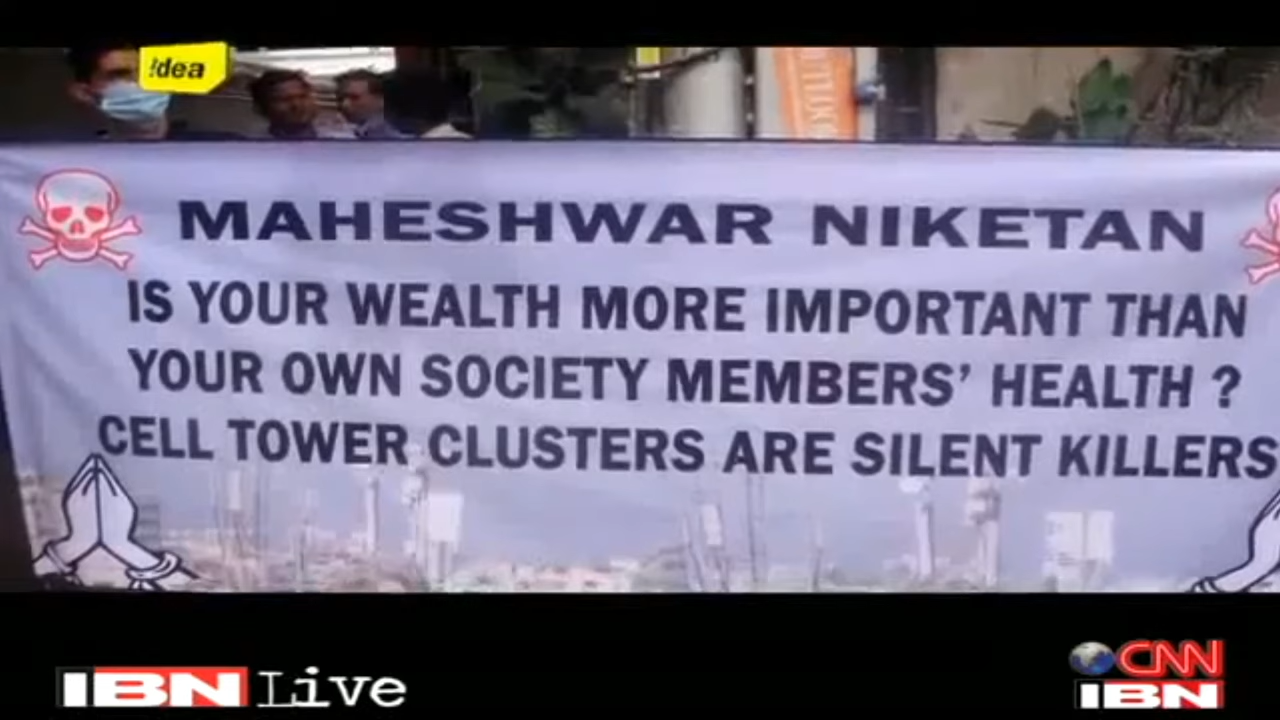 !dea
MAHESHWAR NIKETAN
IS YOUR WEALTH MORE IMPORTANT THAN
YOUR OWN SOCIETY MEMBERS' HEALTH ?
CELL TOWER CLUSTERS ARE SILENT KILLERS
IBN Live
CNN
IBN